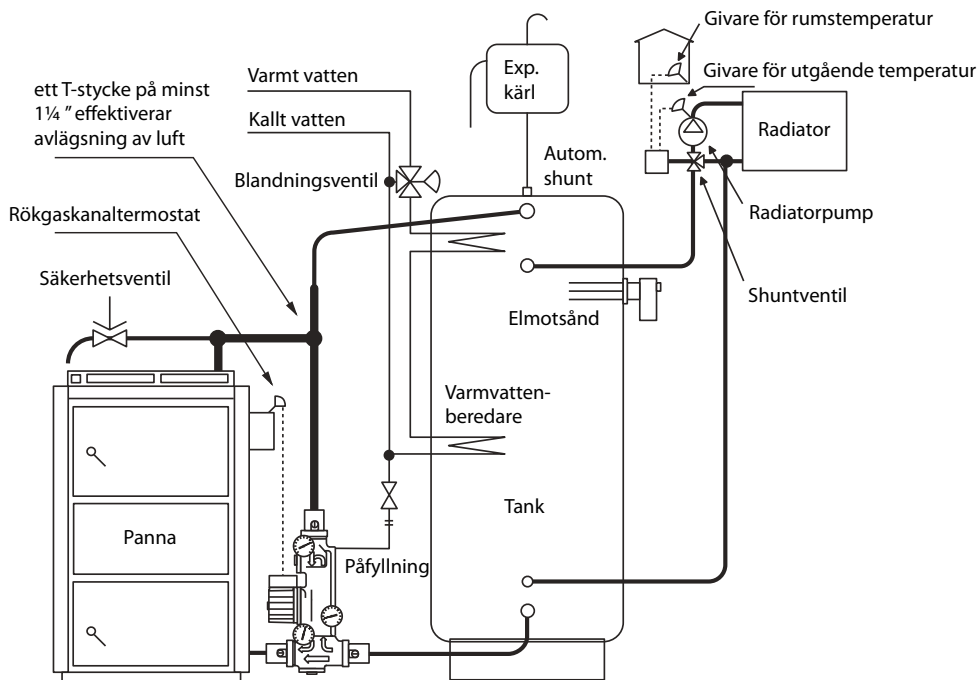 Givare för rumstemperatur
Givare för utgående temperatur
Exp.
kärl
Varmt vatten
ett T-stycke på minst
1¼ ” effektiverar
avlägsning av luft
Kallt vatten
Radiator
Autom.
shunt
Blandningsventil
Rökgaskanaltermostat
Radiatorpump
Säkerhetsventil
Shuntventil
Elmotsånd
Varmvatten-
beredare
Tank
Panna
Påfyllning